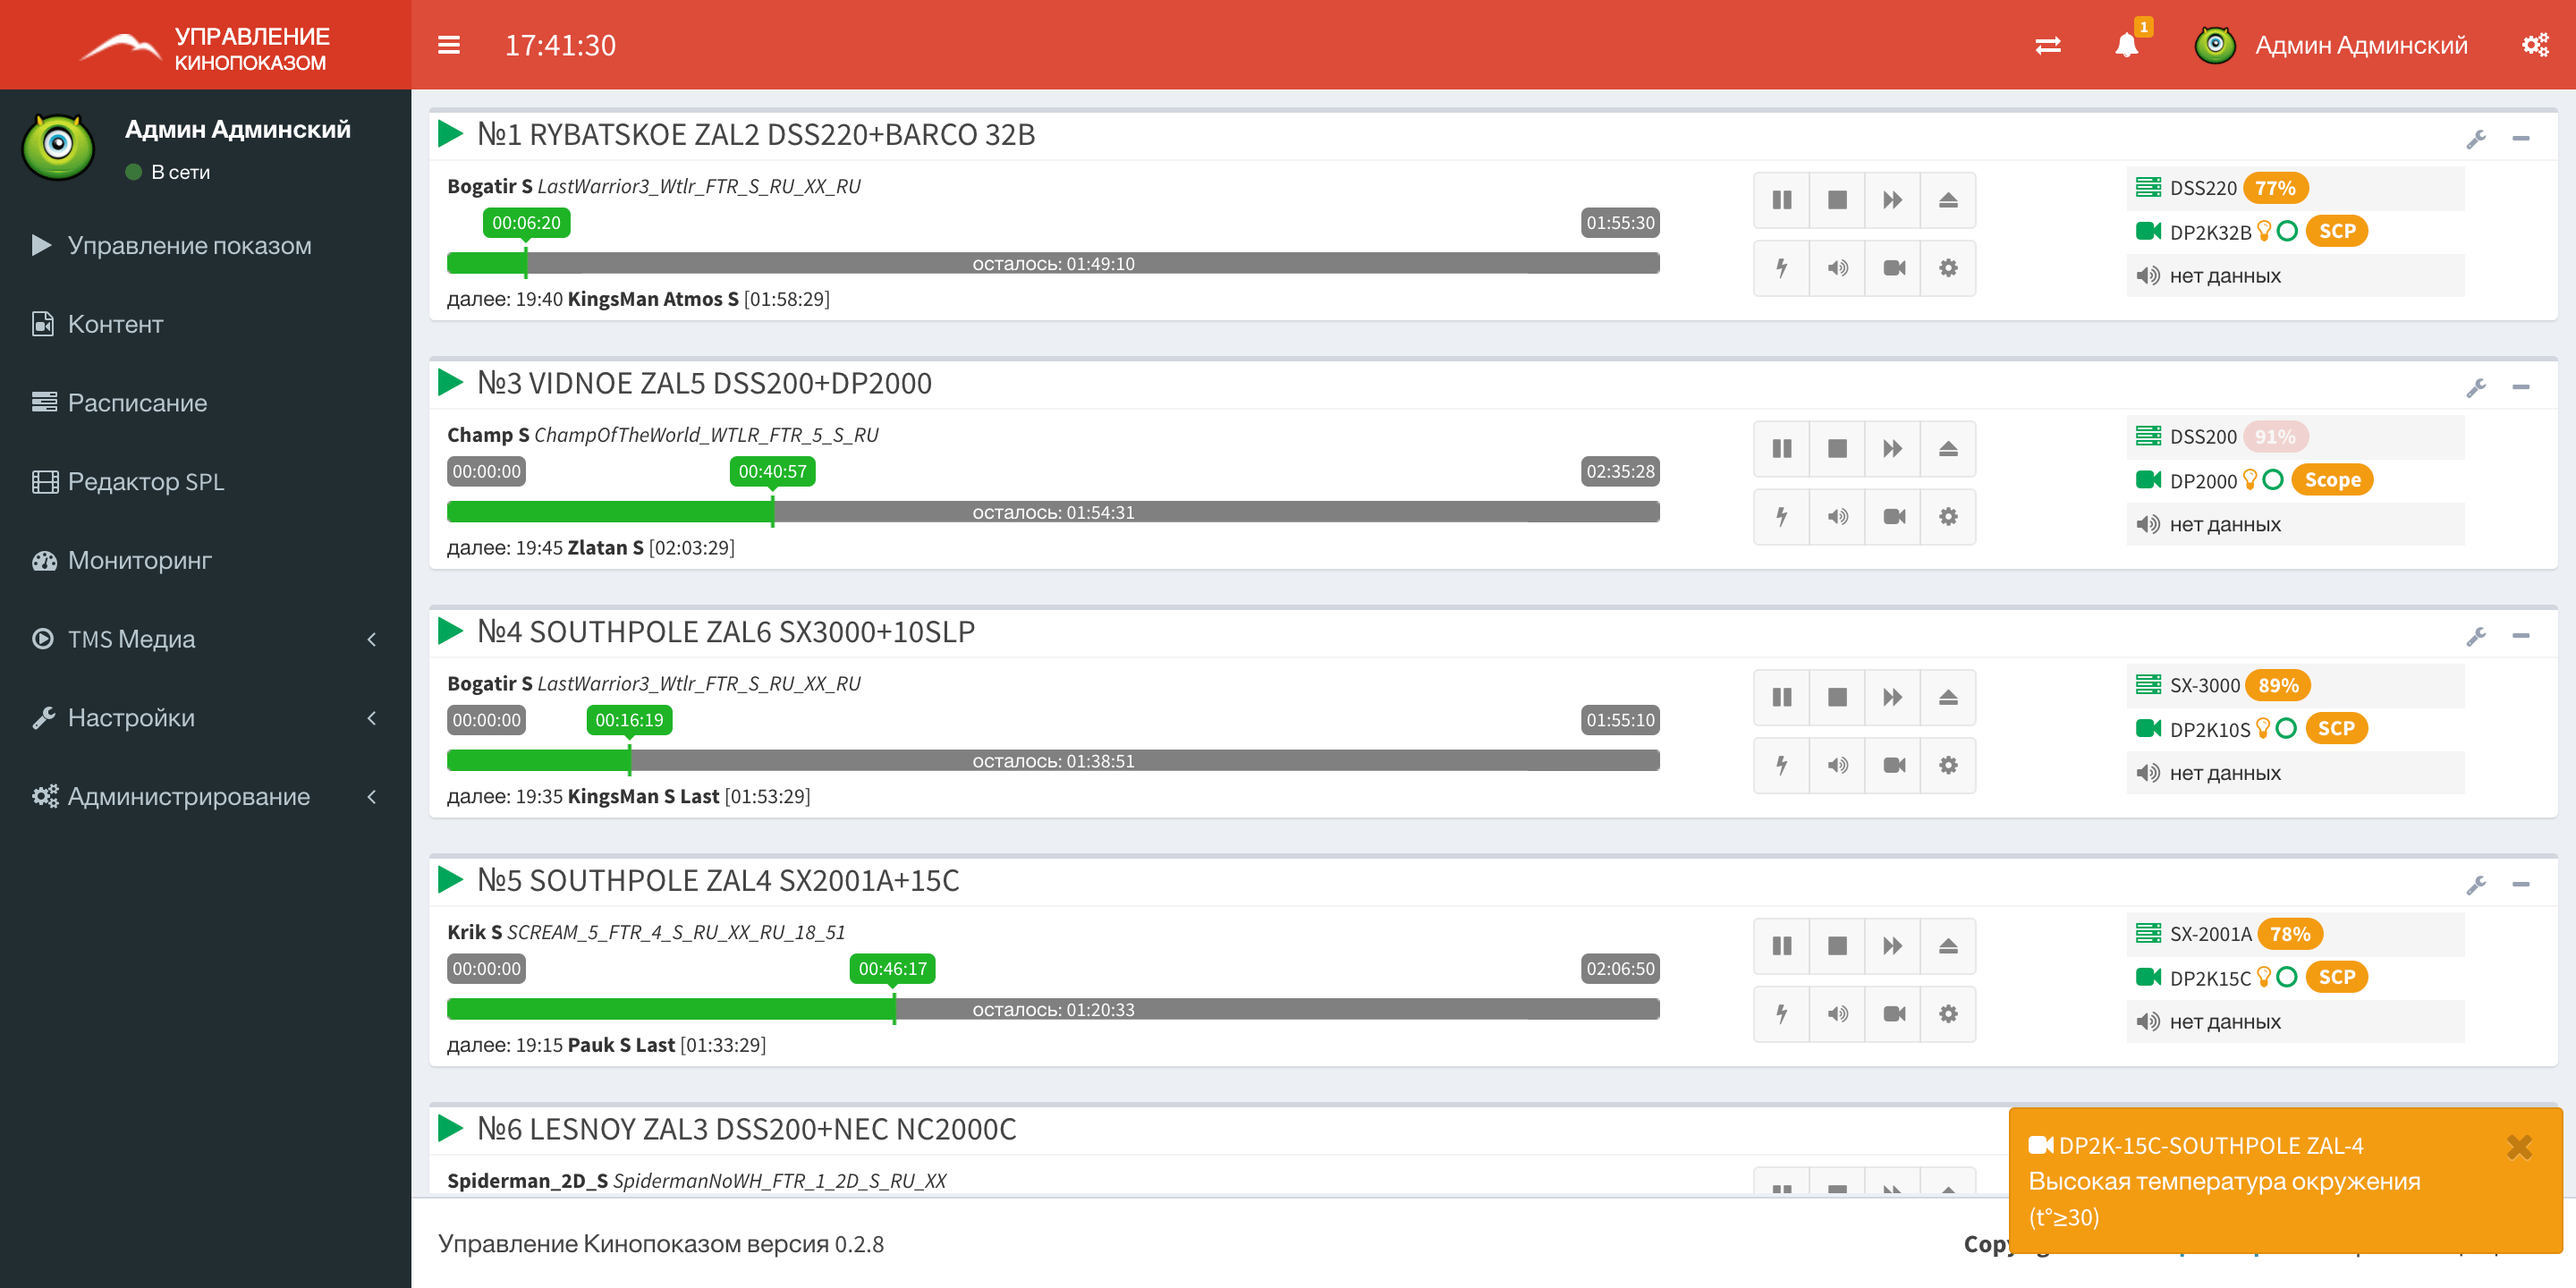 УПРАВЛЕНИЕ
КИНОПОКАЗОМ
17:41:30
1
Админ Админский
Админ Админский
В сети
Управление показом
Контент
Расписание
Редактор SPL
Мониторинг
TMS Медиа
Настройки
Администрирование
№1 RYBATSKOE ZAL2 DSS220+BARCO 32B
Bogatir S LastWarrior3_Wtlr_FTR_S_RU_XX_RU
00:06:20 01:55:30
осталось: 01:49:10
далее: 19:40 KingsMan Atmos S [01:58:29]
DSS220 77%
DP2K32B SCP
нет данных
№3 VIDNOE ZAL5 DSS200+DP2000
Champ S ChampOfTheWorld_WTLR_FTR_5_S_RU
00:00:00 00:40:57 02:35:28
осталось: 01:54:31
далее: 19:45 Zlatan S [02:03:29]
DSS200 91%
DP2000 Scope
нет данных
№4 SOUTHPOLE ZAL6 SX3000+10SLP
Bogatir S LastWarrior3_Wtlr_FTR_S_RU_XX_RU
00:00:00 00:16:19 01:55:10
осталось: 01:38:51
далее: 19:35 KingsMan S Last [01:53:29]
SX-3000 89%
DP2K10S SCP
нет данных
№5 SOUTHPOLE ZAL4 SX2001A+15C
Krik S SCREAM_5_FTR_4_S_RU_XX_RU_18_51
00:00:00 00:46:17 02:06:50
осталось: 01:20:33
далее: 19:15 Pauk S Last [01:33:29]
SX-2001A 78%
DP2K15C SCP
нет данных
№6 LESNOY ZAL3 DSS200+NEC NC2000C
Spiderman_2D_S SpidermanNoWH_FTR_1_2D_S_RU_XX
DP2K-15C-SOUTHPOLE ZAL-4
Высокая температура окружения
(t°≥30)
Управление Кинопоказом версия 0.2.8